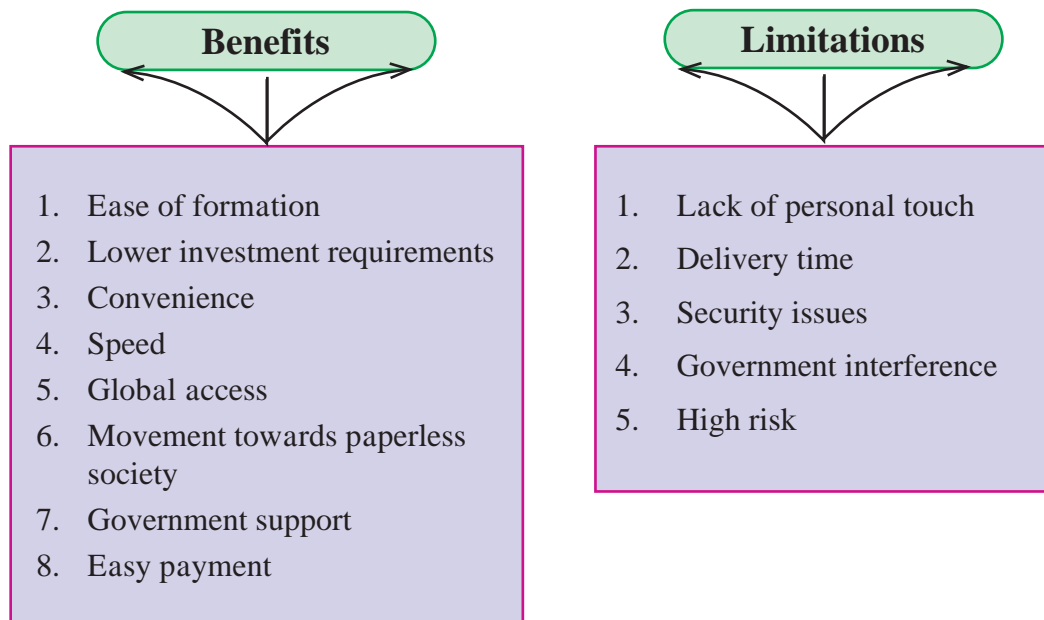 Benefits
1. Ease of formation
2. Lower investment requirements
3. Convenience
4. Speed
5. Global access
6. Movement towards paperless
society
7. Government support
8. Easy payment
Limitations
1. Lack of personal touch
2. Delivery time
3. Security issues
4. Government interference
5. High risk